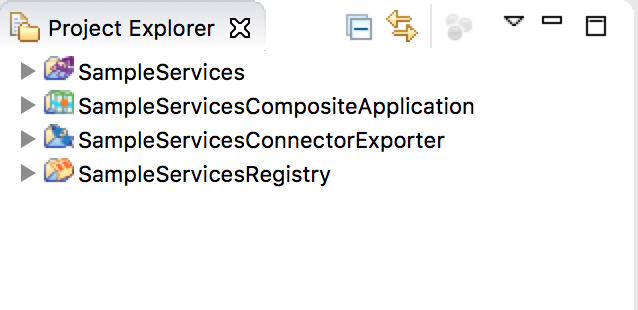 Project Explorer
SampleServices
SampleServicesCompositeApplication
SampleServicesConnectorExporter
SampleServicesRegistry